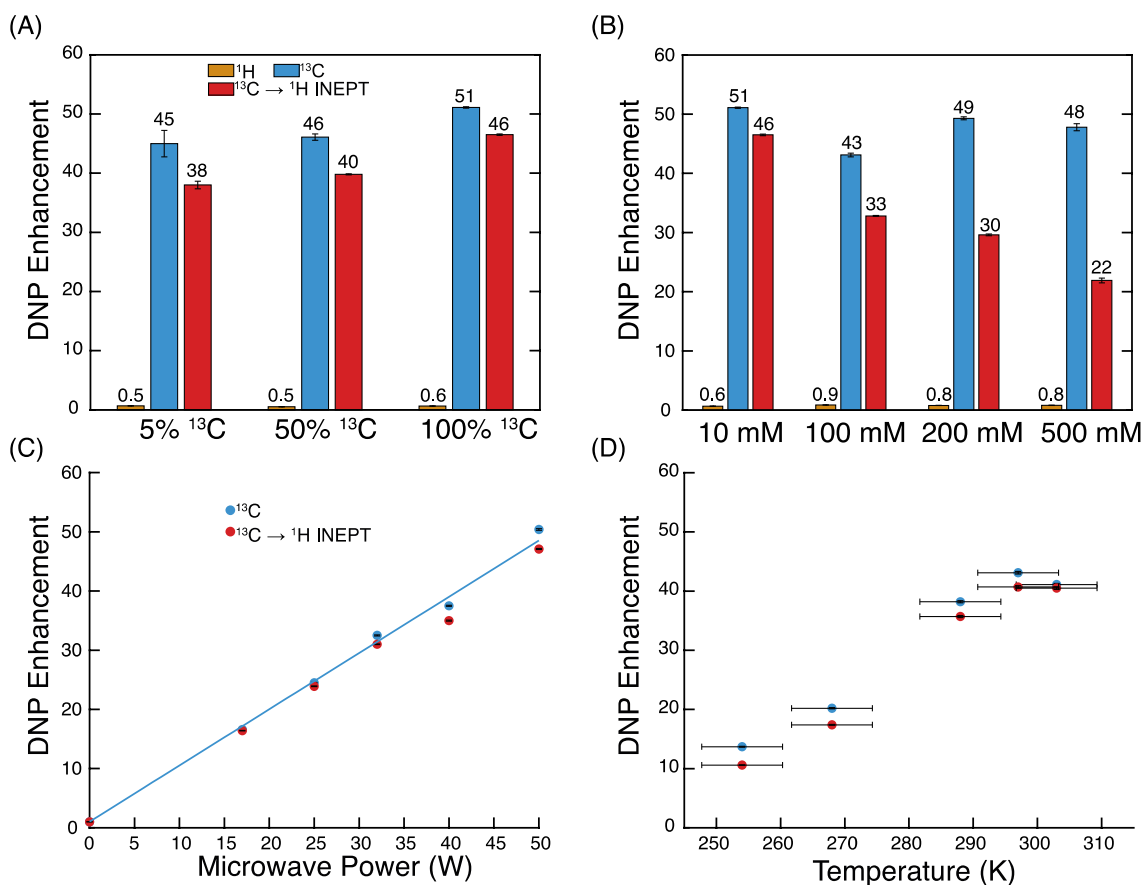 (A)
DNP Enhancement
60
50
40
30
20
10
0
¹H ¹³C
¹³C → ¹H INEPT
45
38
0.5
46
40
0.5
51
46
0.6
5% ¹³C 50% ¹³C 100% ¹³C
(B)
DNP Enhancement
60
50
40
30
20
10
0
51
46
0.6
43
33
0.9
49
30
0.8
48
22
0.8
10 mM 100 mM 200 mM 500 mM
(C)
DNP Enhancement
60
50
40
30
20
10
0
¹³C
¹³C → ¹H INEPT
0 5 10 15 20 25 30 35 40 45 50
Microwave Power (W)
(D)
DNP Enhancement
60
50
40
30
20
10
0
250 260 270 280 290 300 310
Temperature (K)